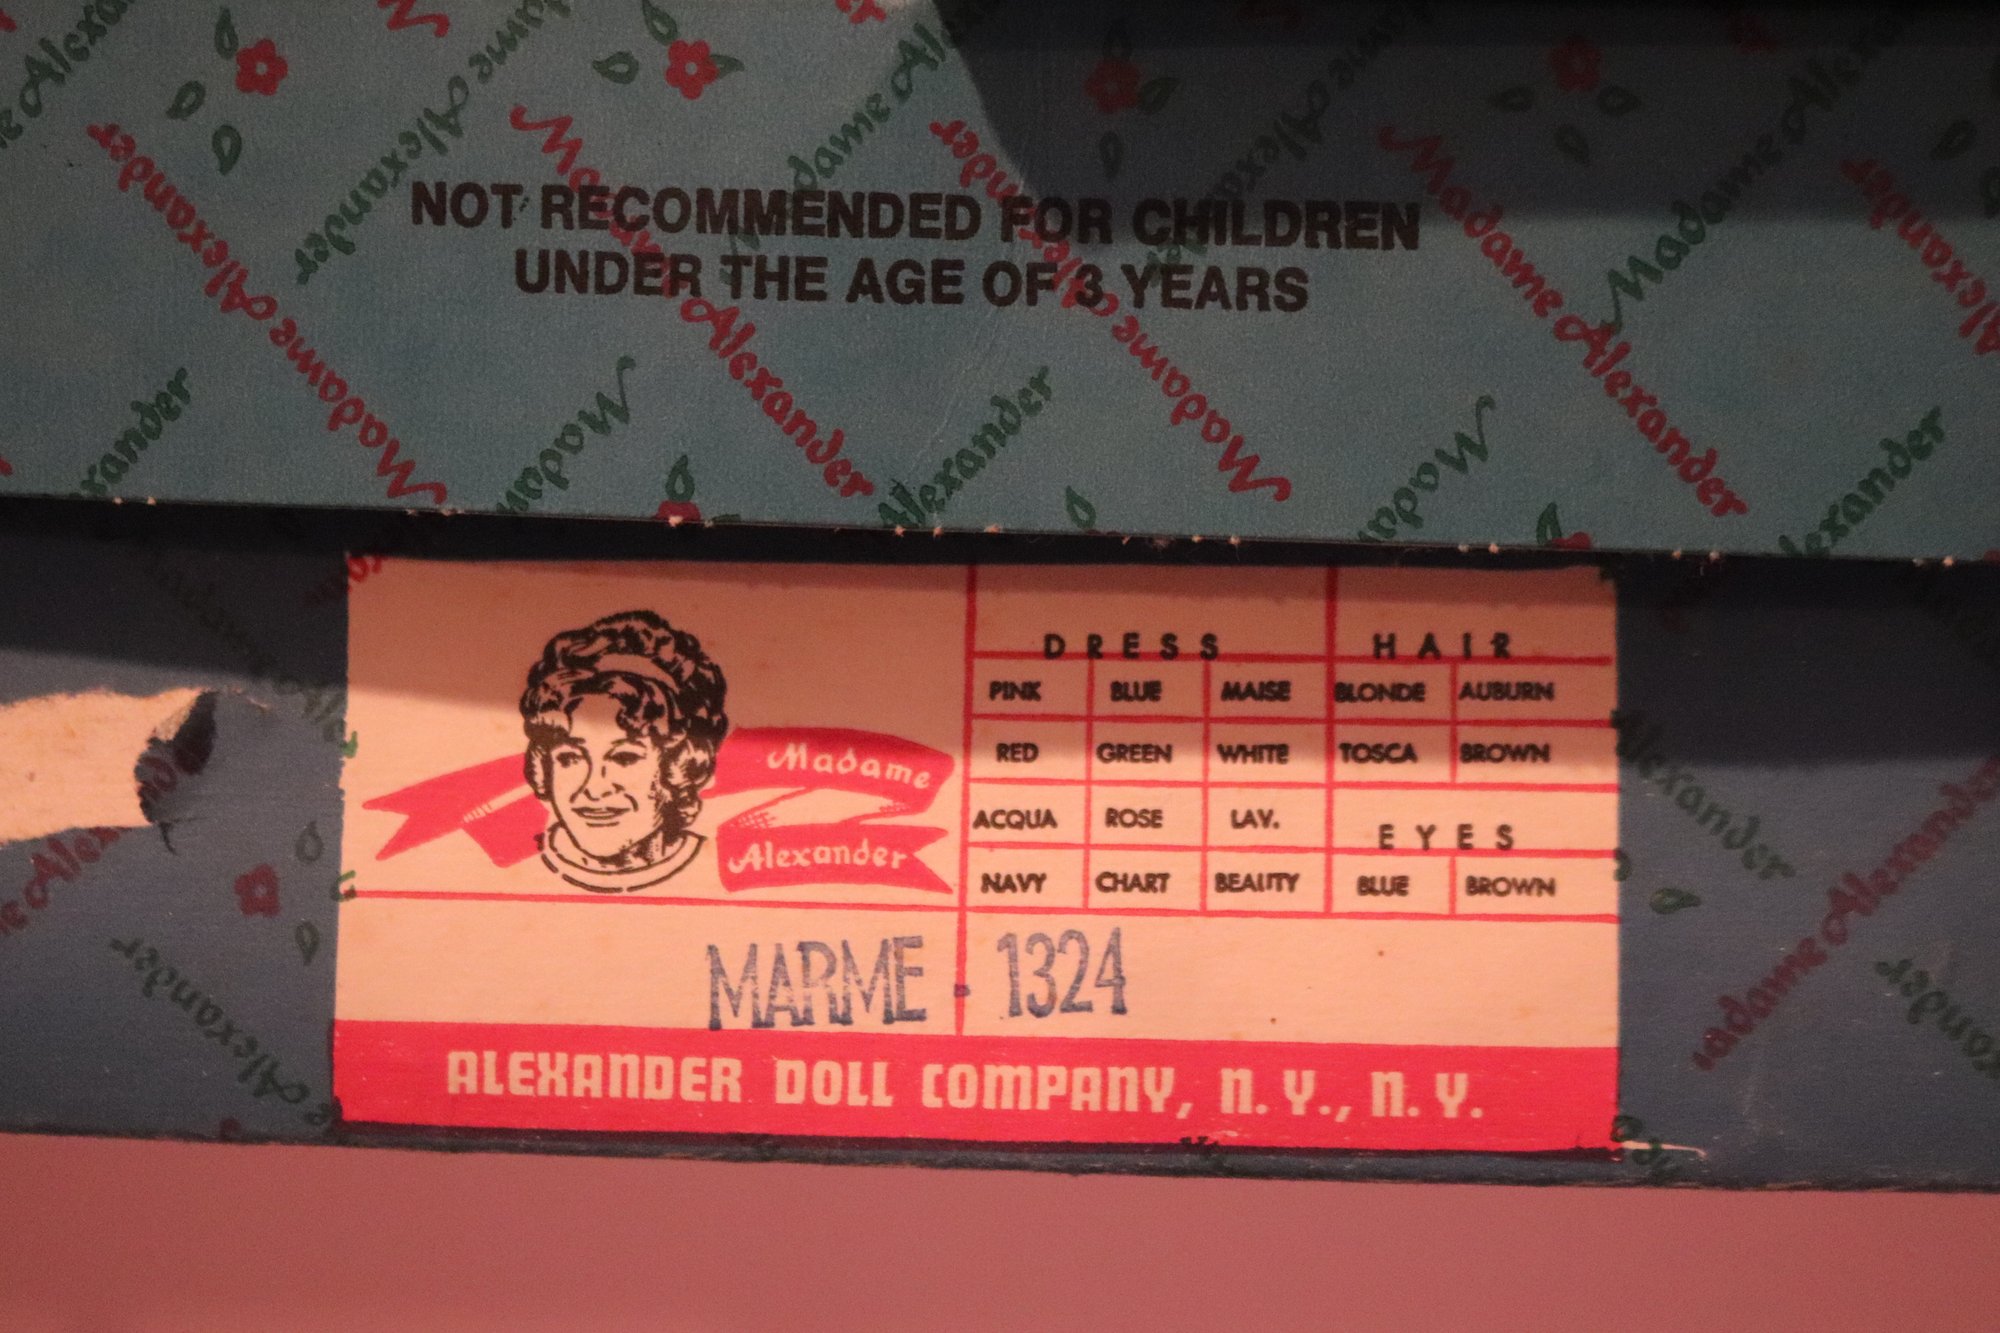 Madame Alexander
NOT RECOMMENDED FOR CHILDREN
UNDER THE AGE OF 3 YEARS
Madame
Alexander
DRESS HAIR
PINK BLUE MAISE BLONDE AUBURN
RED GREEN WHITE TOSCA BROWN
ACQUA ROSE LAV. EYES
NAVY CHART BEAUTY BLUE BROWN
MARME - 1324
ALEXANDER DOLL COMPANY, N.Y., N.Y.